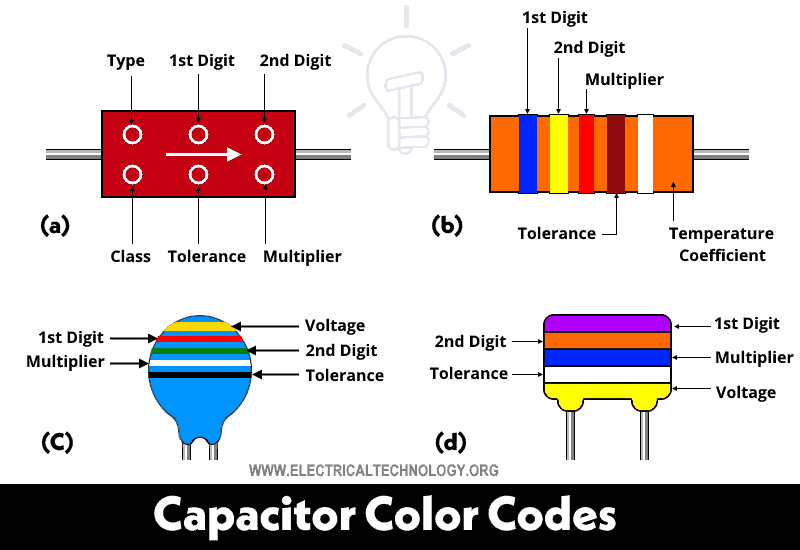 Type 1st Digit 2nd Digit
(a)
Class Tolerance Multiplier
1st Digit
2nd Digit
Multiplier
(b)
Tolerance
Temperature
Coefficient
Voltage
1st Digit
2nd Digit
Multiplier
Tolerance
(C)
1st Digit
2nd Digit
Multiplier
Tolerance
Voltage
(d)
WWW.ELECTRICALTECHNOLOGY.ORG
Capacitor Color Codes